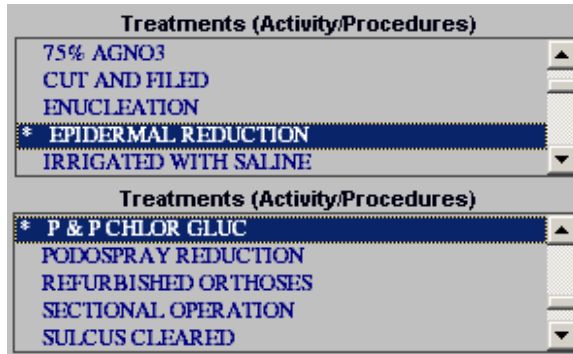 Treatments (Activity/Procedures)
75% AGNO3
CUT AND FILED
ENUCLEATION
* EPIDERMAL REDUCTION
IRRIGATED WITH SALINE
Treatments (Activity/Procedures)
* P & P CHLOR GLUC
PODOSPRAY REDUCTION
REFURBISHED ORTHOSES
SECTIONAL OPERATION
SULCUS CLEARED